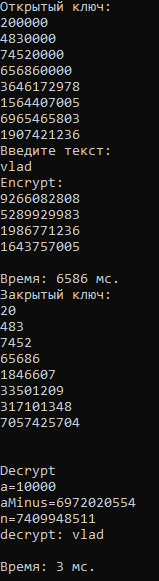 Открытый ключ:
200000
4830000
74520000
656860000
3646172978
1564407005
6965465803
1907421236
Введите текст:
vlad
Encrypt:
9266082808
5289929983
1986771236
1643757005
Время: 6586 мс.
Закрытый ключ:
20
483
7452
65686
1846607
33501209
317101348
7057425704
Decrypt
a=10000
aMinus=6972020554
n=7409948511
decrypt: vlad
Время: 3 мс.